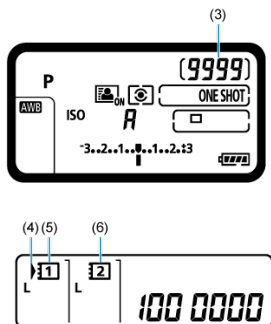 (3)
(9999)
P
ON
ONE SHOT
AWB
ISO
A
-3..2..1..▮..1..2.:3
(4) (5) (6)
1 2
L L
100 0000